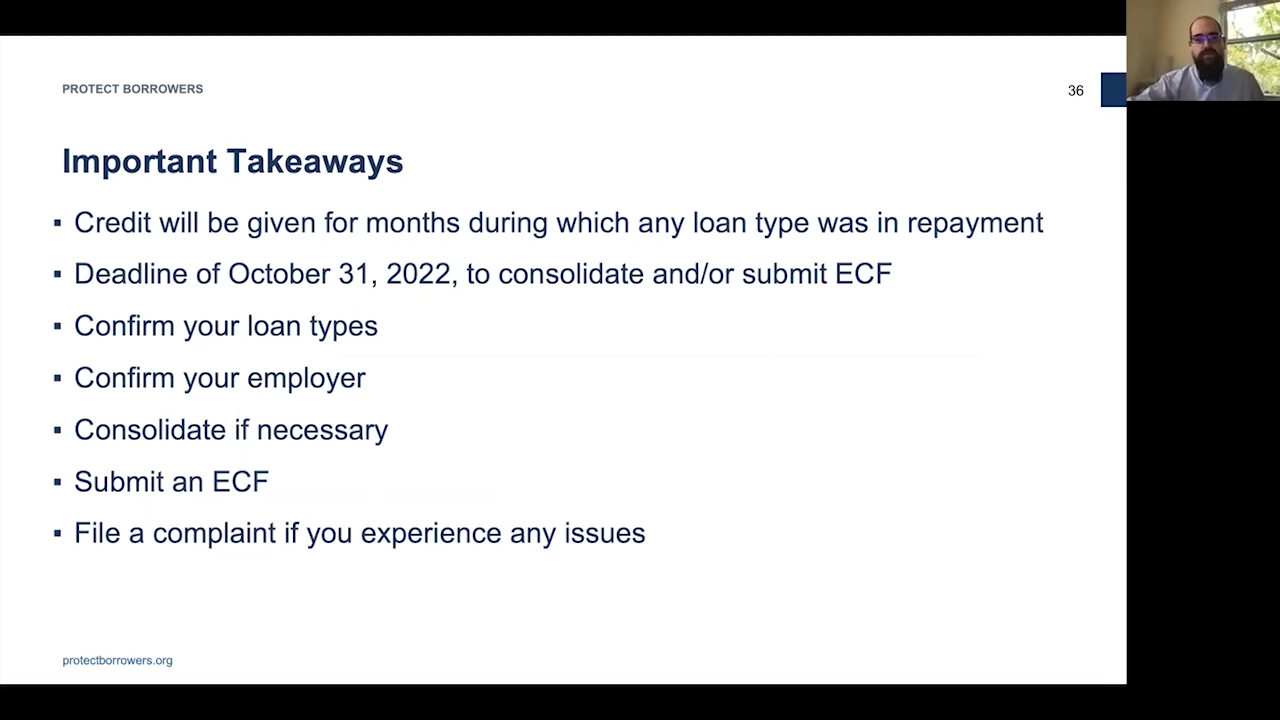 PROTECT BORROWERS
36
Important Takeaways
▪ Credit will be given for months during which any loan type was in repayment
▪ Deadline of October 31, 2022, to consolidate and/or submit ECF
▪ Confirm your loan types
▪ Confirm your employer
▪ Consolidate if necessary
▪ Submit an ECF
▪ File a complaint if you experience any issues
protectborrowers.org